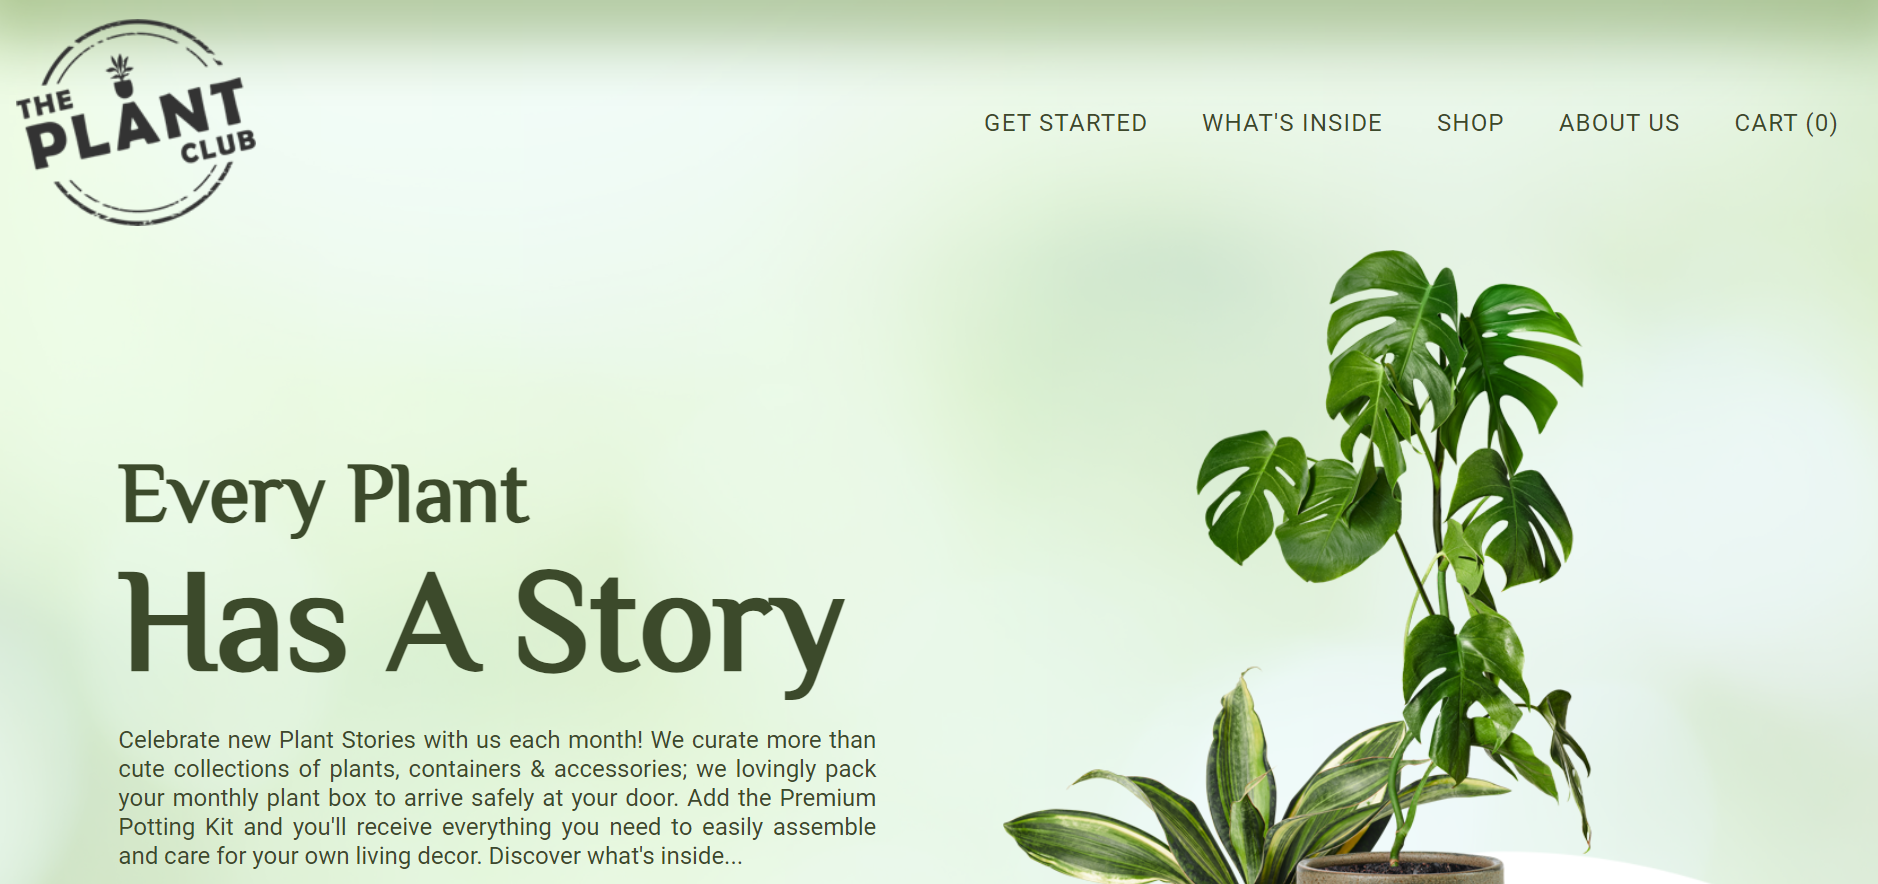 THE
PLANT
CLUB
GET STARTED WHAT'S INSIDE SHOP ABOUT US CART (0)
Every Plant
Has A Story
Celebrate new Plant Stories with us each month! We curate more than
cute collections of plants, containers & accessories; we lovingly pack
your monthly plant box to arrive safely at your door. Add the Premium
Potting Kit and you'll receive everything you need to easily assemble
and care for your own living decor. Discover what's inside...